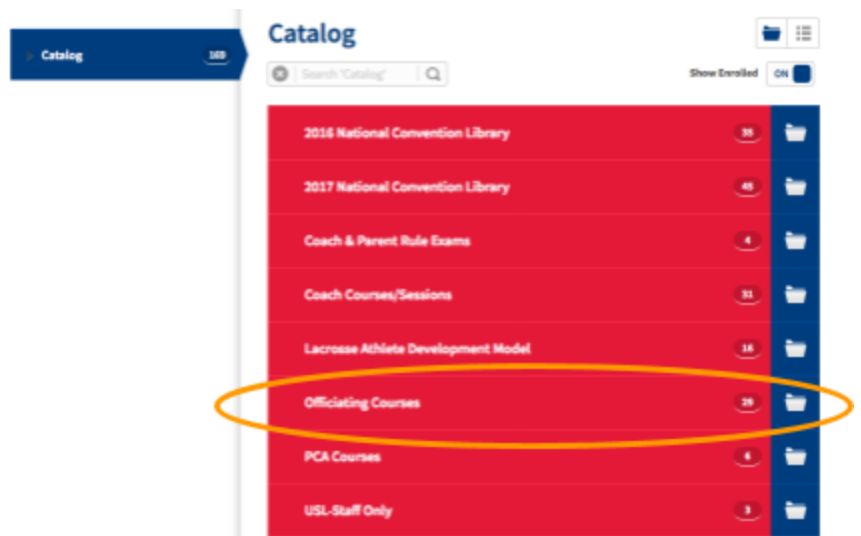 Catalog
169
Catalog
Search "Catalog"
Show Enrolled ON
2016 National Convention Library 35
2017 National Convention Library 45
Coach & Parent Rule Exams 4
Coach Courses/Sessions 31
Lacrosse Athlete Development Model 16
Officiating Courses 29
PCA Courses 6
USL-Staff Only 3